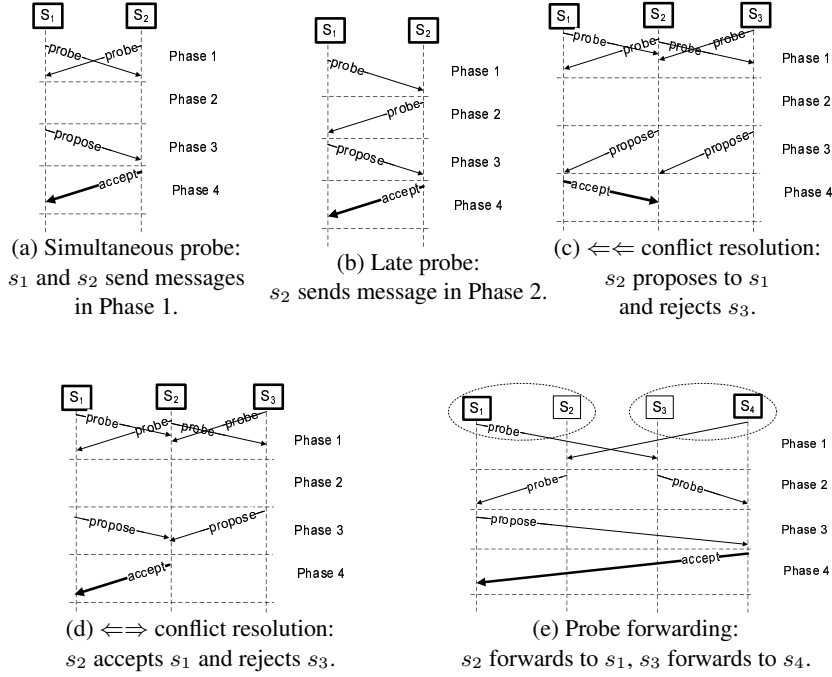 S1 S2
probe probe Phase 1
Phase 2
propose Phase 3
accept Phase 4
(a) Simultaneous probe:
s1 and s2 send messages
in Phase 1.
S1 S2
probe Phase 1
probe Phase 2
propose Phase 3
accept Phase 4
(b) Late probe:
s2 sends message in Phase 2.
S1 S2 S3
probe probe probe probe Phase 1
Phase 2
propose propose Phase 3
accept Phase 4
(c) ⇐⇐ conflict resolution:
s2 proposes to s1
and rejects s3.
S1 S2 S3
probe probe probe probe Phase 1
Phase 2
propose propose Phase 3
accept Phase 4
(d) ⇐⇒ conflict resolution:
s2 accepts s1 and rejects s3.
S1 S2 S3 S4
probe Phase 1
probe probe Phase 2
propose Phase 3
accept Phase 4
(e) Probe forwarding:
s2 forwards to s1, s3 forwards to s4.